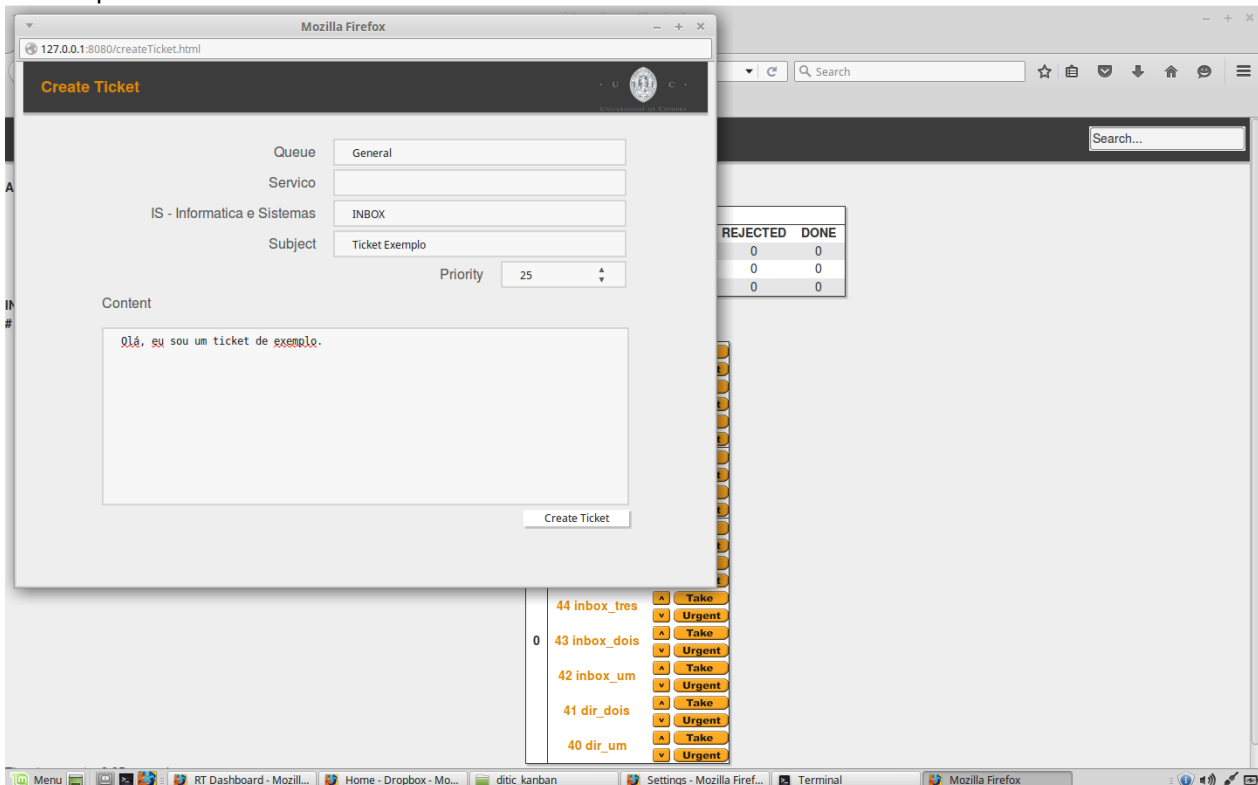 Mozilla Firefox
127.0.0.1:8080/createTicket.html
Search
Create Ticket
· U C ·
UNIVERSIDADE DE COIMBRA
Search...
Queue General
Servico
IS - Informatica e Sistemas INBOX
Subject Ticket Exemplo
Priority 25
Content
Olá, eu sou um ticket de exemplo.
Create Ticket
A
IN
#
REJECTED DONE
0 0
0 0
0 0
44 inbox_tres ^ Take
v Urgent
0 43 inbox_dois ^ Take
v Urgent
42 inbox_um ^ Take
v Urgent
41 dir_dois ^ Take
v Urgent
40 dir_um ^ Take
v Urgent
Menu RT Dashboard - Mozill... Home - Dropbox - Mo... ditic_kanban Settings - Mozilla Firef... Terminal Mozilla Firefox